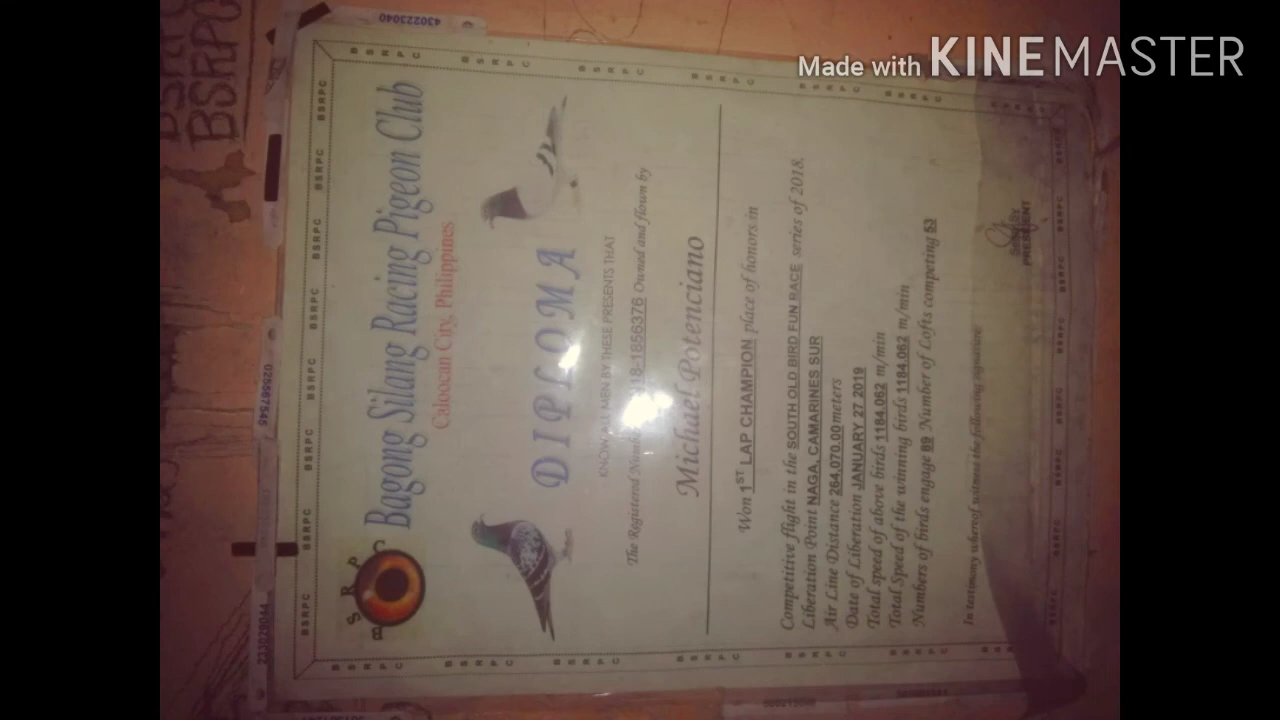 Made with KINEMASTER
BSRPC
BSRPC
BSRP
Bagong Silang Racing Pigeon Club
Caloocan City, Philippines
DIPLOMA
KNOW ALL MEN BY THESE PRESENTS THAT
The Registered 18-1856376 Owned and flown by
Michael Potenciano
Won 1ST LAP CHAMPION place of honors in
Competitive flight in the SOUTH OLD BIRD FUN RACE series of 2018.
Liberation Point NAGA, CAMARINES SUR
Air Line Distance 264,070.00 meters
Date of Liberation JANUARY 27 2019
Total speed of above birds 1184.062 m/min
Total Speed of the winning birds 1184.062 m/min
Numbers of birds engage 89 Number of Lofts competing 53
In testimony whereof witness the following signature
PRESIDENT